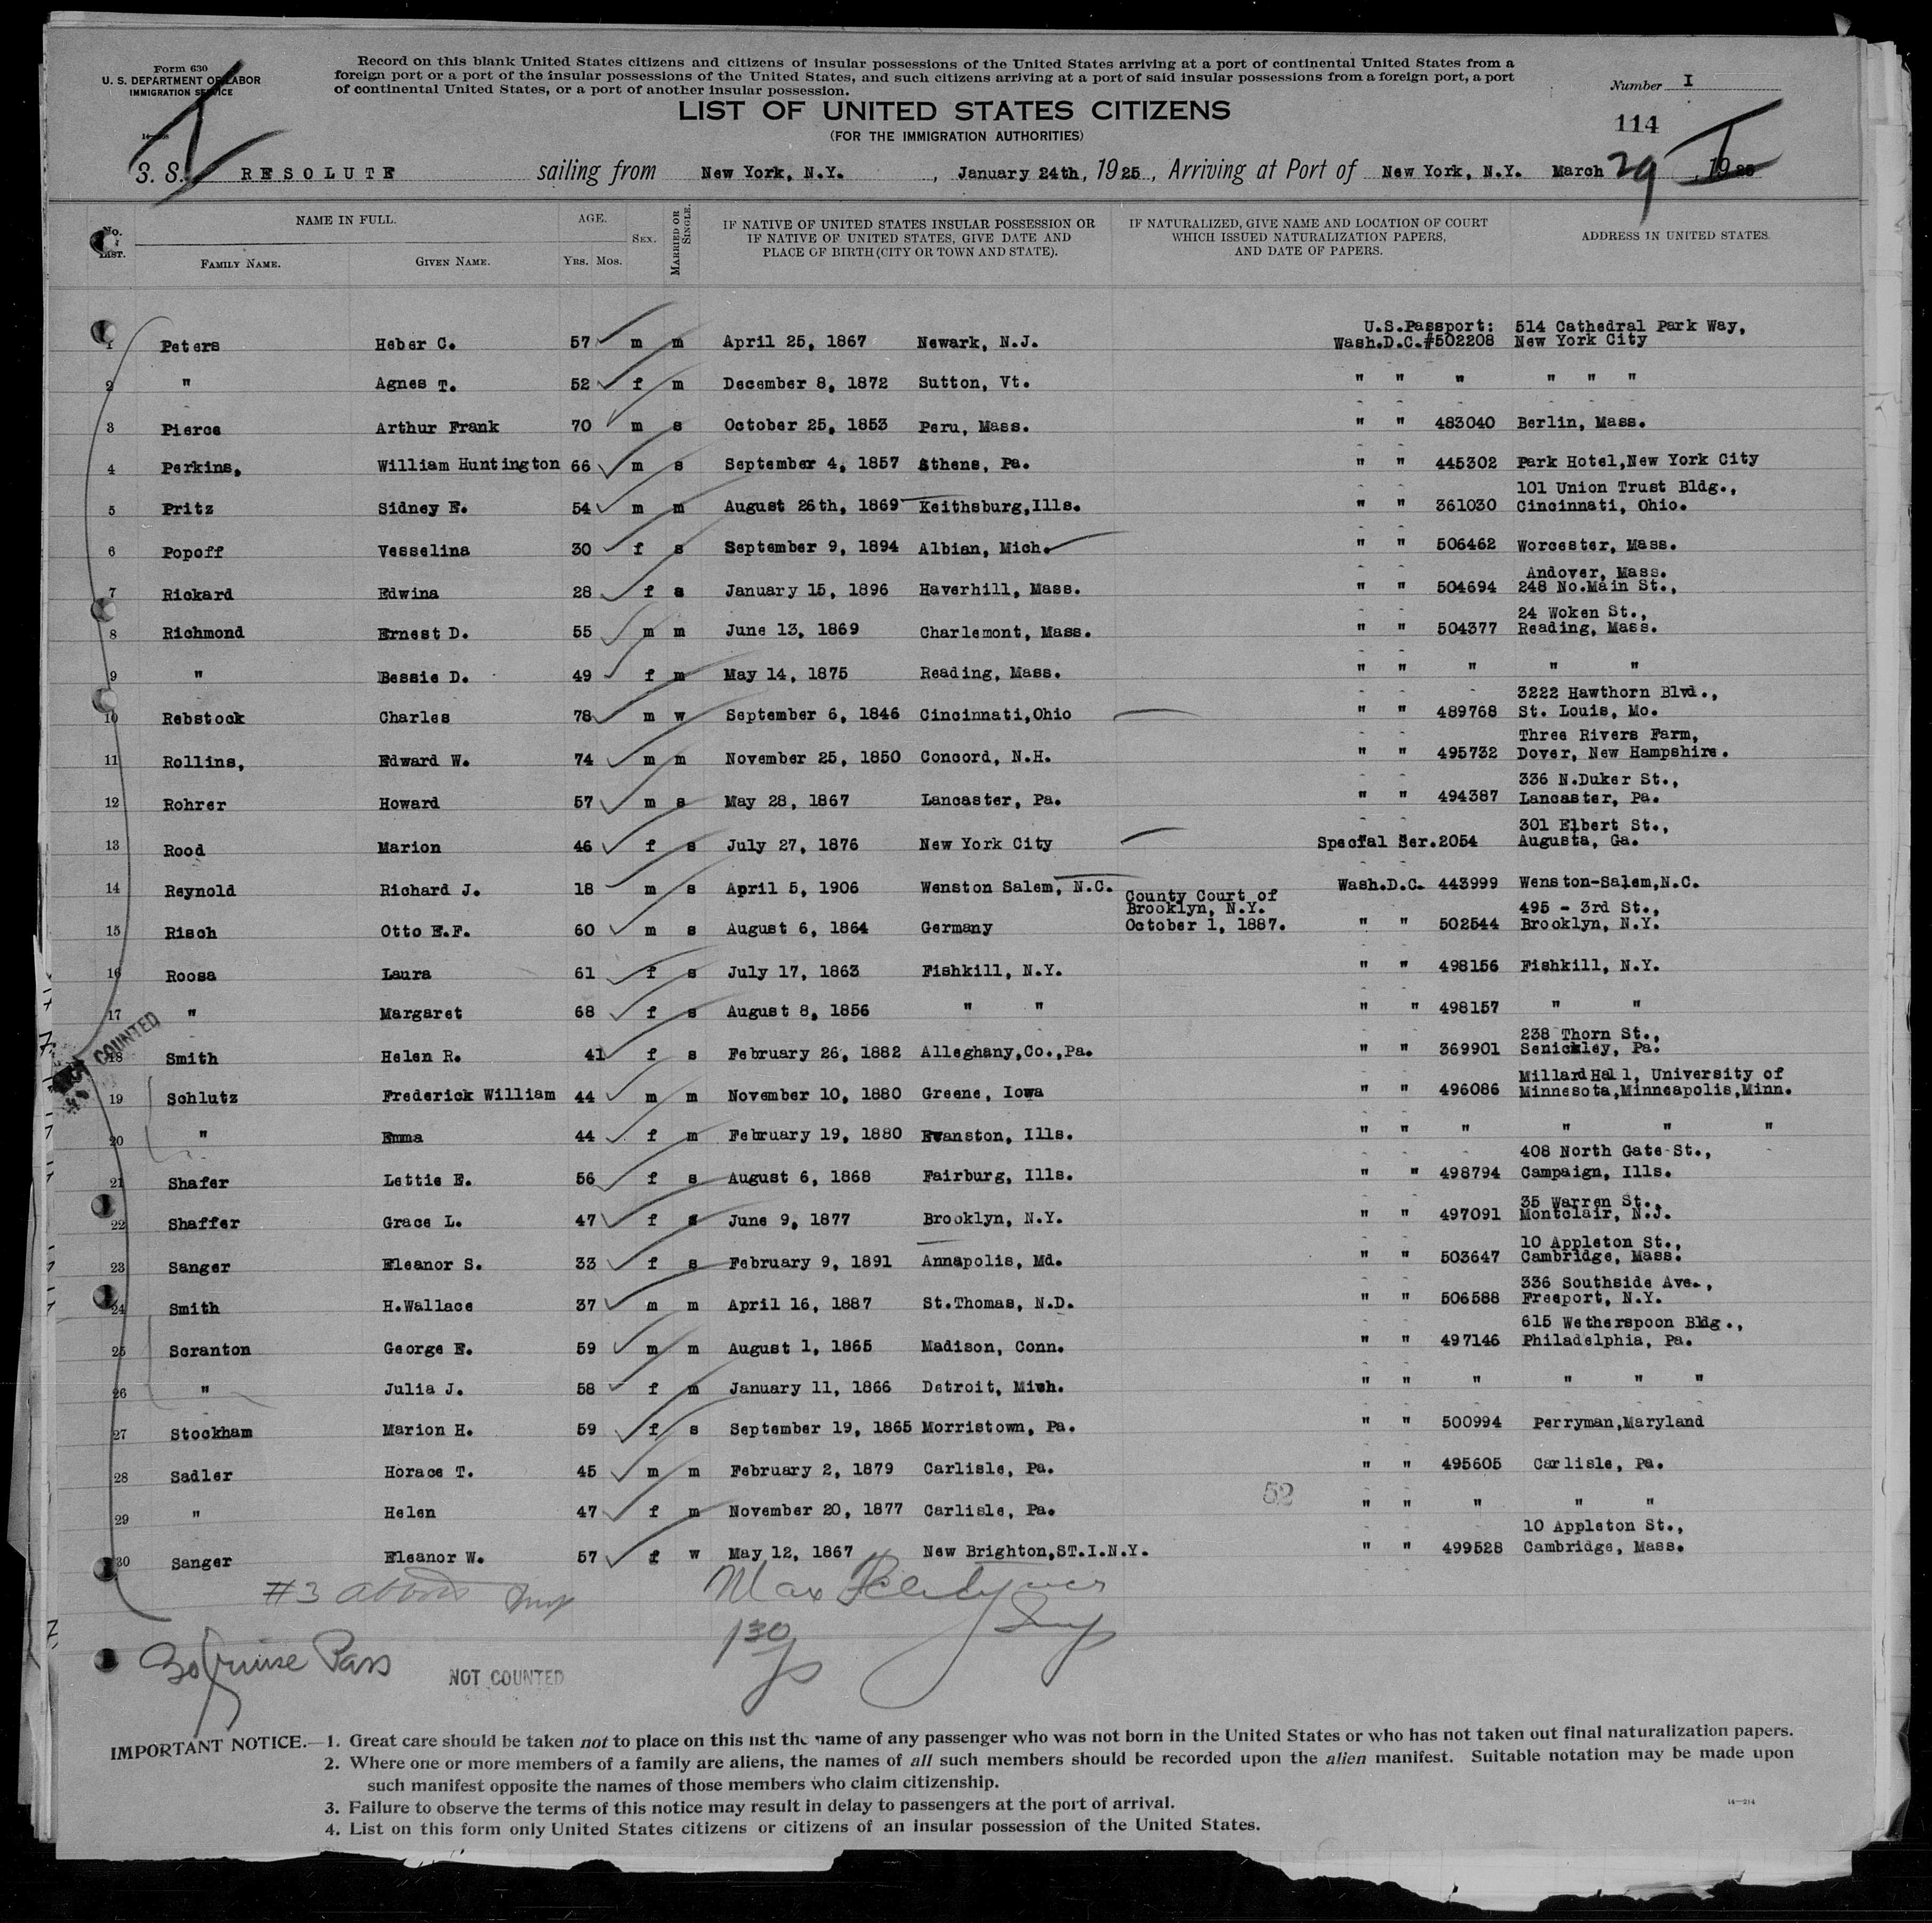 Form 630
U. S. DEPARTMENT OF LABOR
IMMIGRATION SERVICE
Record on this blank United States citizens and citizens of insular possessions of the United States arriving at a port of continental United States from a
foreign port or a port of the insular possessions of the United States, and such citizens arriving at a port of said insular possessions from a foreign port, a port
of continental United States, or a port of another insular possession.
Number I
LIST OF UNITED STATES CITIZENS
(FOR THE IMMIGRATION AUTHORITIES)
114
S. S. RESOLUTE sailing from New York, N.Y. , January 24th, 1925, Arriving at Port of New York, N.Y. March 29, 1925
No. LIST. NAME IN FULL. FAMILY NAME. GIVEN NAME. AGE. YRS. MOS. SEX. MARRIED OR SINGLE. IF NATIVE OF UNITED STATES INSULAR POSSESSION OR IF NATIVE OF UNITED STATES, GIVE DATE AND PLACE OF BIRTH (CITY OR TOWN AND STATE). IF NATURALIZED, GIVE NAME AND LOCATION OF COURT WHICH ISSUED NATURALIZATION PAPERS, AND DATE OF PAPERS. ADDRESS IN UNITED STATES.
U.S.Passport: 514 Cathedral Park Way,
1 Peters Heber C. 57 m m April 25, 1867 Newark, N.J. Wash.D.C.#502208 New York City
2 " Agnes T. 52 f m December 8, 1872 Sutton, Vt. " " " " " "
3 Pierce Arthur Frank 70 m s October 25, 1853 Peru, Mass. " " 483040 Berlin, Mass.
4 Perkins, William Huntington 66 m s September 4, 1857 Athens, Pa. " " 445302 Park Hotel,New York City
101 Union Trust Bldg.,
5 Pritz Sidney E. 54 m m August 26th, 1869 Keithsburg,Ills. " " 361030 Cincinnati, Ohio.
6 Popoff Vesselina 30 f s September 9, 1894 Albian, Mich. " " 506462 Worcester, Mass.
Andover, Mass.
7 Rickard Edwina 28 f s January 15, 1896 Haverhill, Mass. " " 504694 248 No.Main St.,
24 Woken St.,
8 Richmond Ernest D. 55 m m June 13, 1869 Charlemont, Mass. " " 504377 Reading, Mass.
9 " Bessie D. 49 f m May 14, 1875 Reading, Mass. " " " " "
3222 Hawthorn Blvd.,
10 Rebstock Charles 78 m w September 6, 1846 Cincinnati,Ohio " " 489768 St. Louis, Mo.
Three Rivers Farm,
11 Rollins, Edward W. 74 m m November 25, 1850 Concord, N.H. " " 495732 Dover, New Hampshire.
336 N.Duker St.,
12 Rohrer Howard 57 m s May 28, 1867 Lancaster, Pa. " " 494387 Lancaster, Pa.
301 Elbert St.,
13 Rood Marion 46 f s July 27, 1876 New York City Special Ser.2054 Augusta, Ga.
14 Reynold Richard J. 18 m s April 5, 1906 Wenston Salem, N.C. Wash.D.C. 443999 Wenston-Salem,N.C.
County Court of
Brooklyn, N.Y. 495 - 3rd St.,
15 Risch Otto E.F. 60 m s August 6, 1864 Germany October 1, 1887. " " 502544 Brooklyn, N.Y.
16 Roosa Laura 61 f s July 17, 1863 Fishkill, N.Y. " " 498156 Fishkill, N.Y.
17 " Margaret 68 f s August 8, 1856 " " " " 498157 " "
NOT COUNTED
238 Thorn St.,
18 Smith Helen R. 41 f s February 26, 1882 Alleghany,Co.,Pa. " " 369901 Senickley, Pa.
Millard Hall, University of
19 Schlutz Frederick William 44 m m November 10, 1880 Greene, Iowa " " 496086 Minnesota,Minneapolis,Minn.
20 " Emma 44 f m February 19, 1880 Evanston, Ills. " " " " " "
408 North Gate St.,
21 Shafer Lettie E. 56 f s August 6, 1868 Fairburg, Ills. " " 498794 Campaign, Ills.
35 Warren St.,
22 Shaffer Grace L. 47 f s June 9, 1877 Brooklyn, N.Y. " " 497091 Montclair, N.J.
10 Appleton St.,
23 Sanger Eleanor S. 33 f s February 9, 1891 Annapolis, Md. " " 503647 Cambridge, Mass.
336 Southside Ave.,
24 Smith H.Wallace 37 m m April 16, 1887 St.Thomas, N.D. " " 506588 Freeport, N.Y.
615 Wetherspoon Bldg.,
25 Scranton George E. 59 m m August 1, 1865 Madison, Conn. " " 497146 Philadelphia, Pa.
26 " Julia J. 58 f m January 11, 1866 Detroit, Mich. " " " " " "
27 Stockham Marion H. 59 f s September 19, 1865 Morristown, Pa. " " 500994 Perryman,Maryland
28 Sadler Horace T. 45 m m February 2, 1879 Carlisle, Pa. " " 495605 Carlisle, Pa.
52
29 " Helen 47 f m November 20, 1877 Carlisle, Pa. " " " " "
10 Appleton St.,
30 Sanger Eleanor W. 57 f w May 12, 1867 New Brighton,ST.I.N.Y. " " 499528 Cambridge, Mass.
#3 above Insp
Max
Insp
30 Cruise Pass
NOT COUNTED
IMPORTANT NOTICE.—1. Great care should be taken not to place on this list the name of any passenger who was not born in the United States or who has not taken out final naturalization papers.
2. Where one or more members of a family are aliens, the names of all such members should be recorded upon the alien manifest. Suitable notation may be made upon
such manifest opposite the names of those members who claim citizenship.
3. Failure to observe the terms of this notice may result in delay to passengers at the port of arrival.
14—214
4. List on this form only United States citizens or citizens of an insular possession of the United States.